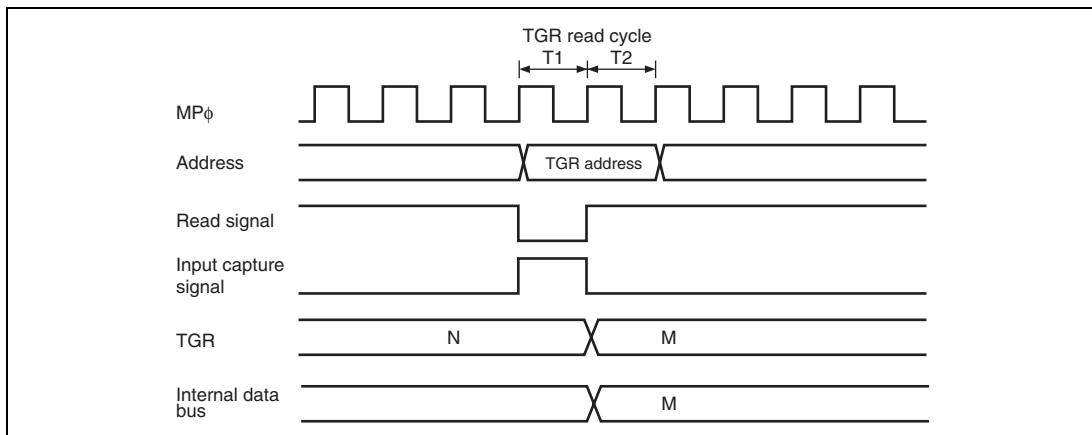 TGR read cycle
T1 T2
MPϕ
Address
TGR address
Read signal
Input capture
signal
TGR
N M
Internal data
bus
M